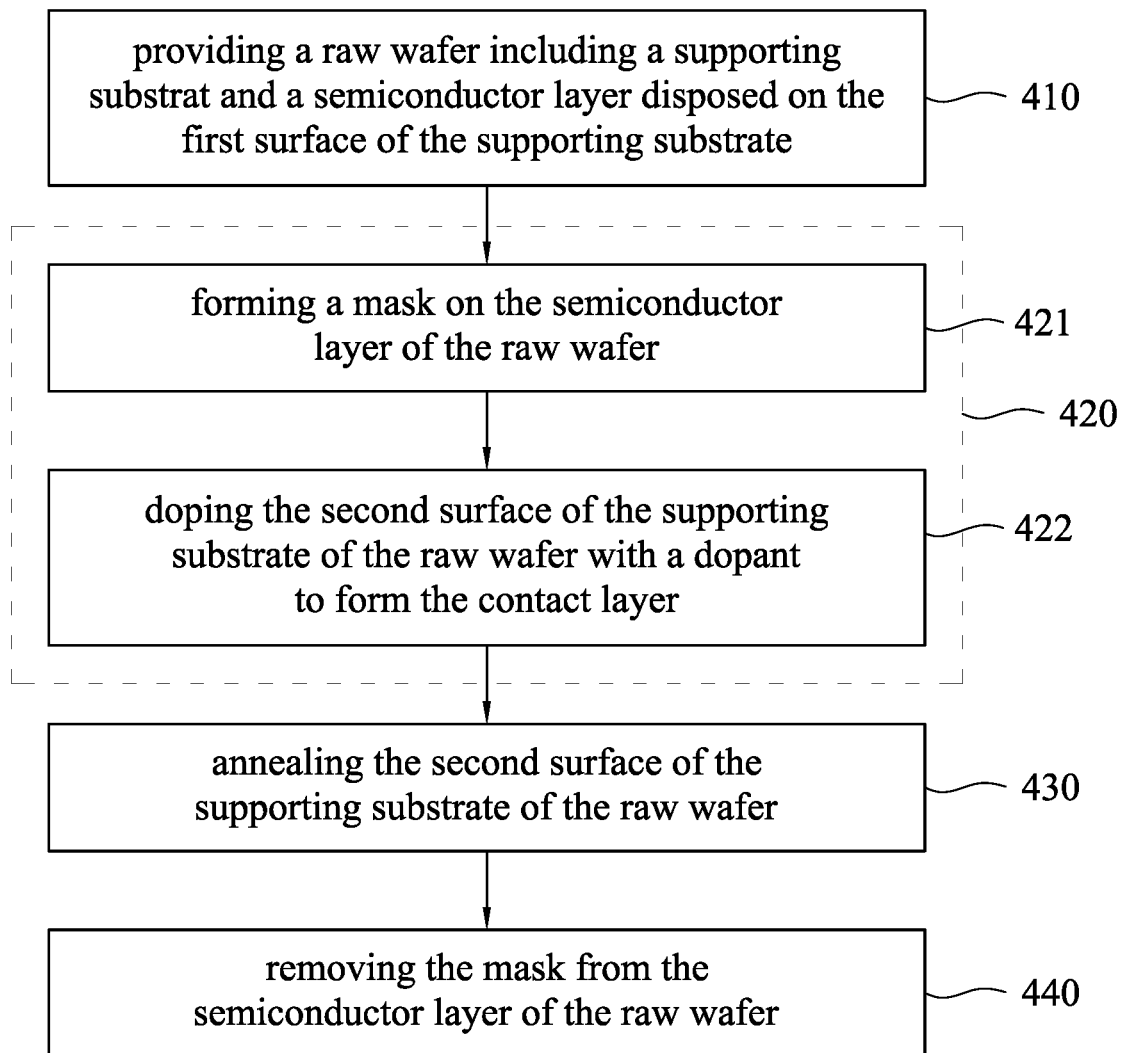 providing a raw wafer including a supporting
substrat and a semiconductor layer disposed on the
first surface of the supporting substrate
410
forming a mask on the semiconductor
layer of the raw wafer
421
420
doping the second surface of the supporting
substrate of the raw wafer with a dopant
to form the contact layer
422
annealing the second surface of the
supporting substrate of the raw wafer
430
removing the mask from the
semiconductor layer of the raw wafer
440